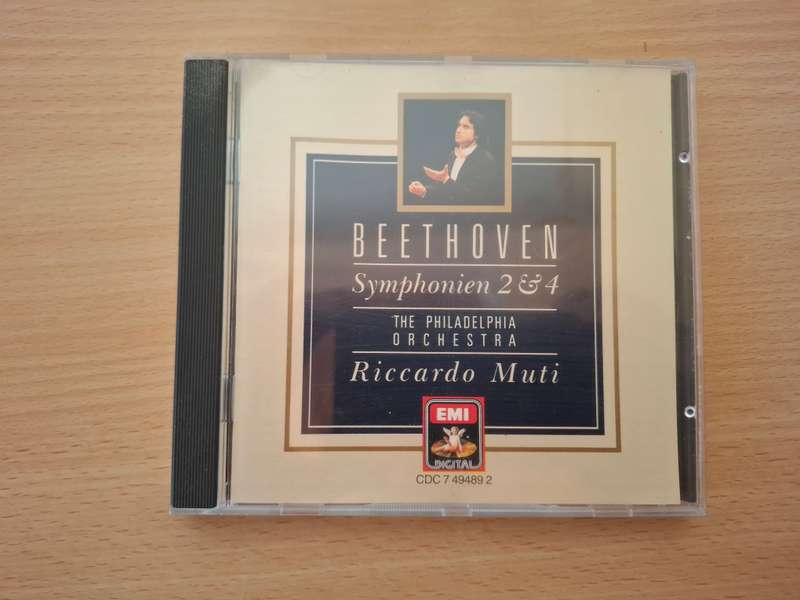 BEETHOVEN
Symphonien 2 & 4
THE PHILADELPHIA
ORCHESTRA
Riccardo Muti
EMI
DIGITAL
CDC 7 49489 2